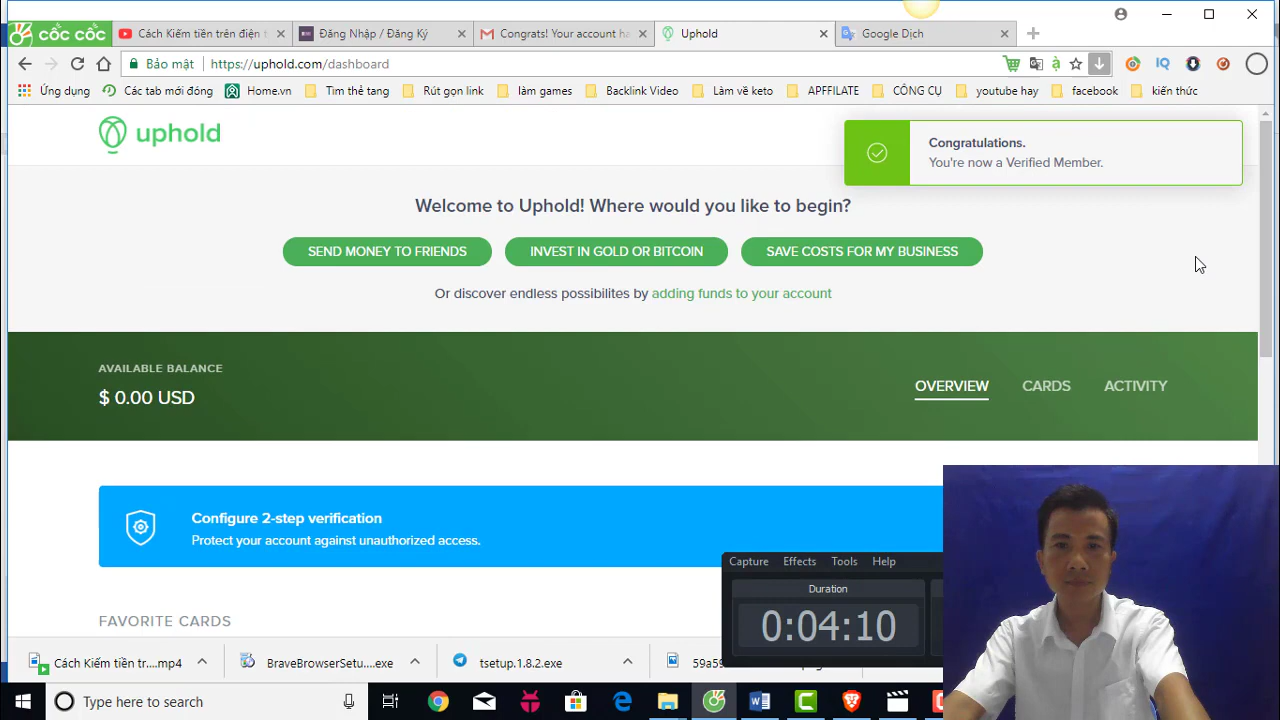 cốc cốc
Cách Kiếm tiền trên điện t
Đăng Nhập / Đăng Ký
Congrats! Your account ha
Uphold
Google Dịch
Bảo mật
https://uphold.com/dashboard
Ứng dụng
Các tab mới đóng
Home.vn
Tim thẻ tang
Rút gọn link
làm games
Backlink Video
Làm về keto
APFFILATE
CÔNG CỤ
youtube hay
facebook
kiến thức
uphold
Congratulations.
You're now a Verified Member.
Welcome to Uphold! Where would you like to begin?
SEND MONEY TO FRIENDS
INVEST IN GOLD OR BITCOIN
SAVE COSTS FOR MY BUSINESS
Or discover endless possibilites by adding funds to your account
AVAILABLE BALANCE
$ 0.00 USD
OVERVIEW
CARDS
ACTIVITY
Configure 2-step verification
Protect your account against unauthorized access.
Capture
Effects
Tools
Help
Duration
0:04:10
FAVORITE CARDS
Cách Kiếm tiền tr....mp4
BraveBrowserSetu....exe
tsetup.1.8.2.exe
Type here to search